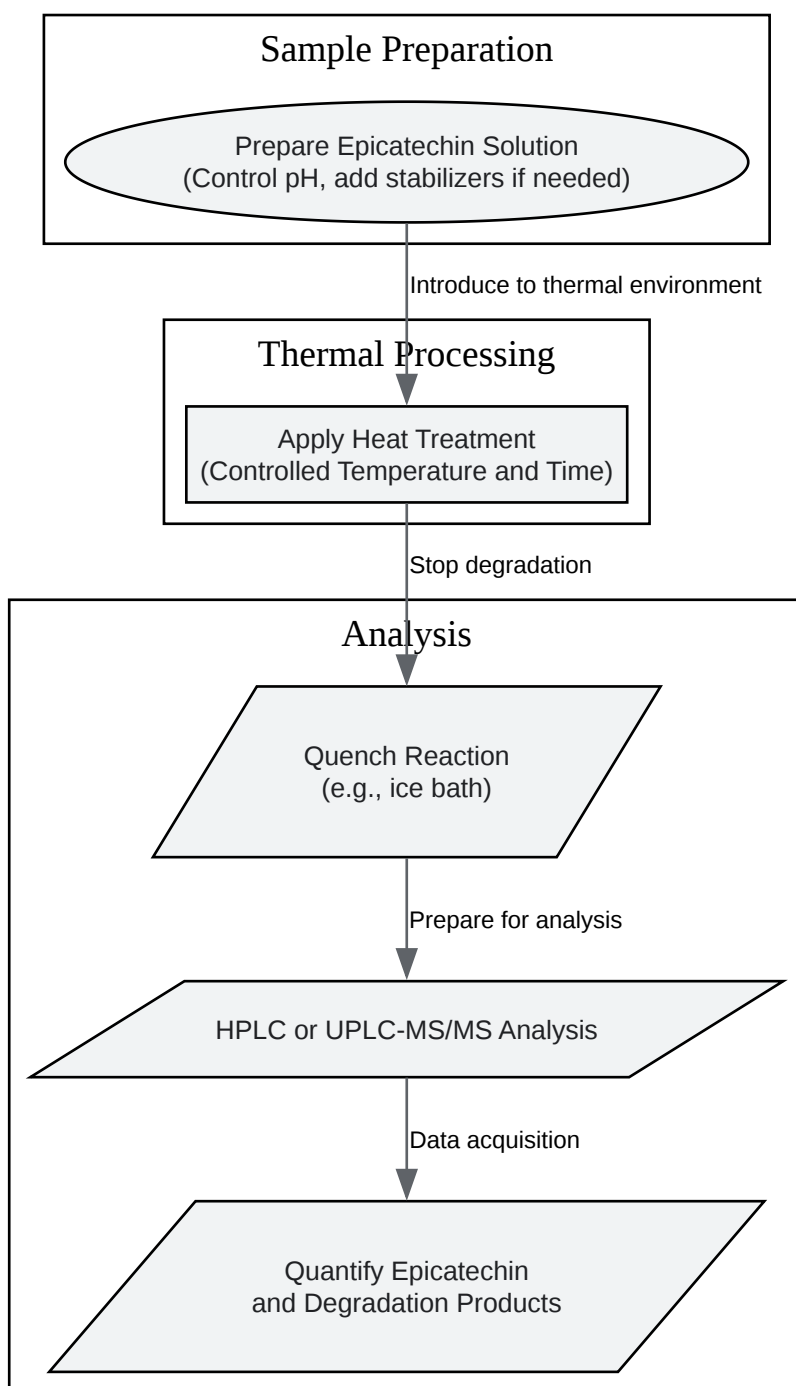 Sample Preparation
Prepare Epicatechin Solution
(Control pH, add stabilizers if needed)
Introduce to thermal environment
Thermal Processing
Apply Heat Treatment
(Controlled Temperature and Time)
Stop degradation
Analysis
Quench Reaction
(e.g., ice bath)
Prepare for analysis
HPLC or UPLC-MS/MS Analysis
Data acquisition
Quantify Epicatechin
and Degradation Products